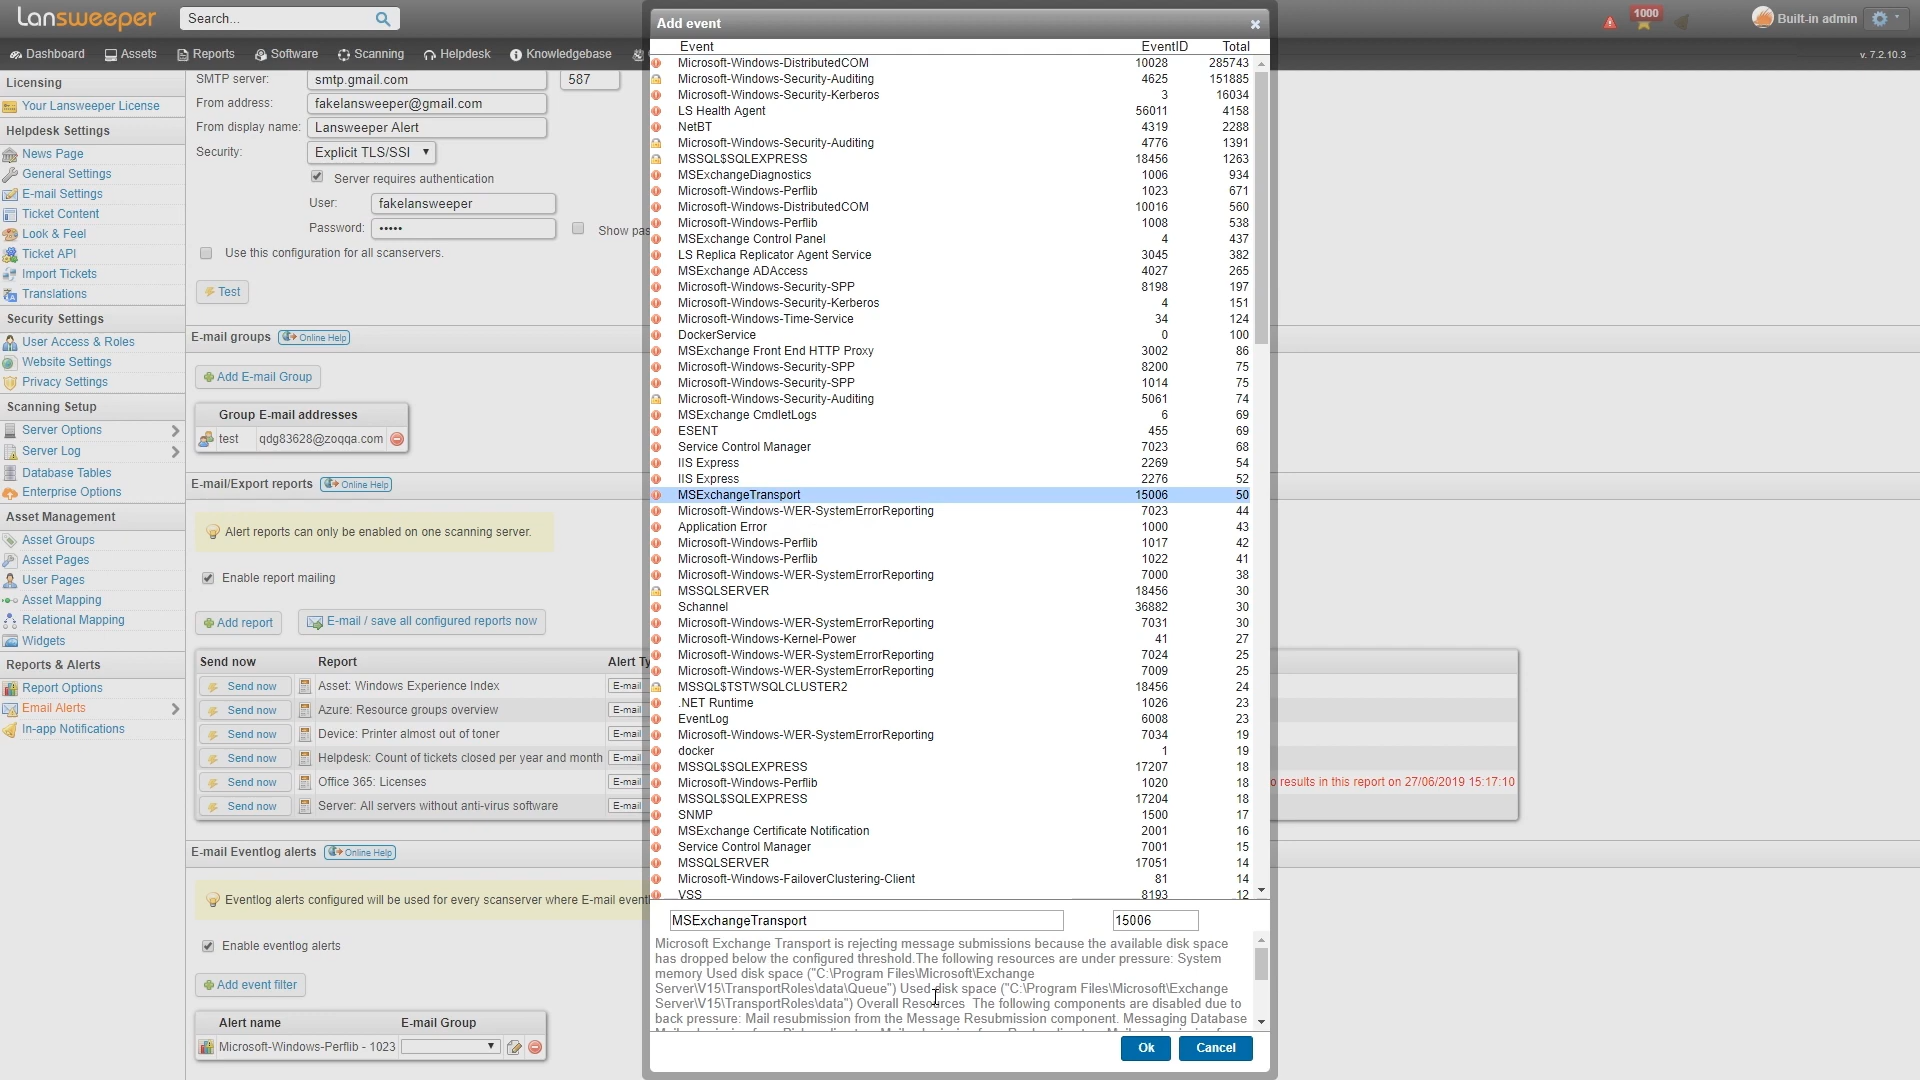 Lansweeper
Search...
1000
Built-in admin
Dashboard
Assets
Reports
Software
Scanning
Helpdesk
Knowledgebase
v. 7.2.10.3
Licensing
Your Lansweeper License
Helpdesk Settings
News Page
General Settings
E-mail Settings
Ticket Content
Look & Feel
Ticket API
Import Tickets
Translations
Security Settings
User Access & Roles
Website Settings
Privacy Settings
Scanning Setup
Server Options
Server Log
Database Tables
Enterprise Options
Asset Management
Asset Groups
Asset Pages
User Pages
Asset Mapping
Relational Mapping
Widgets
Reports & Alerts
Report Options
Email Alerts
In-app Notifications
SMTP server: smtp.gmail.com 587
From address: fakelansweeper@gmail.com
From display name: Lansweeper Alert
Security: Explicit TLS/SSl
Server requires authentication
User: fakelansweeper
Password: •••••
Show pas
Use this configuration for all scanservers.
Test
E-mail groups Online Help
Add E-mail Group
Group E-mail addresses
test qdg83628@zoqqa.com
E-mail/Export reports Online Help
Alert reports can only be enabled on one scanning server.
Enable report mailing
Add report E-mail / save all configured reports now
Send now Report Alert Ty
Send now Asset: Windows Experience Index E-mail
Send now Azure: Resource groups overview E-mail
Send now Device: Printer almost out of toner E-mail
Send now Helpdesk: Count of tickets closed per year and month E-mail
Send now Office 365: Licenses E-mail o results in this report on 27/06/2019 15:17:10
Send now Server: All servers without anti-virus software E-mail
E-mail Eventlog alerts Online Help
Eventlog alerts configured will be used for every scanserver where E-mail eventl
Enable eventlog alerts
Add event filter
Alert name E-mail Group
Microsoft-Windows-Perflib - 1023
Add event
Event EventID Total
Microsoft-Windows-DistributedCOM 10028 285743
Microsoft-Windows-Security-Auditing 4625 151885
Microsoft-Windows-Security-Kerberos 3 16034
LS Health Agent 56011 4158
NetBT 4319 2288
Microsoft-Windows-Security-Auditing 4776 1391
MSSQL$SQLEXPRESS 18456 1263
MSExchangeDiagnostics 1006 934
Microsoft-Windows-Perflib 1023 671
Microsoft-Windows-DistributedCOM 10016 560
Microsoft-Windows-Perflib 1008 538
MSExchange Control Panel 4 437
LS Replica Replicator Agent Service 3045 382
MSExchange ADAccess 4027 265
Microsoft-Windows-Security-SPP 8198 197
Microsoft-Windows-Security-Kerberos 4 151
Microsoft-Windows-Time-Service 34 124
DockerService 0 100
MSExchange Front End HTTP Proxy 3002 86
Microsoft-Windows-Security-SPP 8200 75
Microsoft-Windows-Security-SPP 1014 75
Microsoft-Windows-Security-Auditing 5061 74
MSExchange CmdletLogs 6 69
ESENT 455 69
Service Control Manager 7023 68
IIS Express 2269 54
IIS Express 2276 52
MSExchangeTransport 15006 50
Microsoft-Windows-WER-SystemErrorReporting 7023 44
Application Error 1000 43
Microsoft-Windows-Perflib 1017 42
Microsoft-Windows-Perflib 1022 41
Microsoft-Windows-WER-SystemErrorReporting 7000 38
MSSQLSERVER 18456 30
Schannel 36882 30
Microsoft-Windows-WER-SystemErrorReporting 7031 30
Microsoft-Windows-Kernel-Power 41 27
Microsoft-Windows-WER-SystemErrorReporting 7024 25
Microsoft-Windows-WER-SystemErrorReporting 7009 25
MSSQL$TSTWSQLCLUSTER2 18456 24
.NET Runtime 1026 23
EventLog 6008 23
Microsoft-Windows-WER-SystemErrorReporting 7034 19
docker 1 19
MSSQL$SQLEXPRESS 17207 18
Microsoft-Windows-Perflib 1020 18
MSSQL$SQLEXPRESS 17204 18
SNMP 1500 17
MSExchange Certificate Notification 2001 16
Service Control Manager 7001 15
MSSQLSERVER 17051 14
Microsoft-Windows-FailoverClustering-Client 81 14
VSS 8193 12
MSExchangeTransport 15006
Microsoft Exchange Transport is rejecting message submissions because the available disk space
has dropped below the configured threshold.The following resources are under pressure: System
memory Used disk space ("C:\Program Files\Microsoft\Exchange
Server\V15\TransportRoles\data\Queue") Used disk space ("C:\Program Files\Microsoft\Exchange
Server\V15\TransportRoles\data") Overall Resources The following components are disabled due to
back pressure: Mail resubmission from the Message Resubmission component. Messaging Database
Ok Cancel